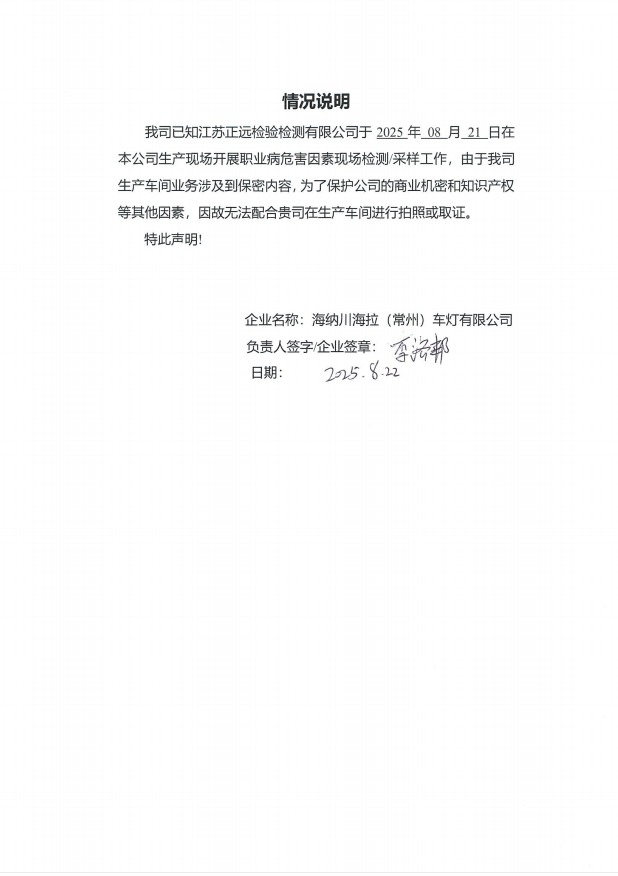 情况说明
我司已知江苏正远检验检测有限公司于 2025 年 08 月 21 日在
本公司生产现场开展职业病危害因素现场检测/采样工作，由于我司
生产车间业务涉及到保密内容，为了保护公司的商业机密和知识产权
等其他因素，因故无法配合贵司在生产车间进行拍照或取证。
特此声明!
企业名称：海纳川海拉（常州）车灯有限公司
负责人签字/企业签章：
日期： 2025.8.22